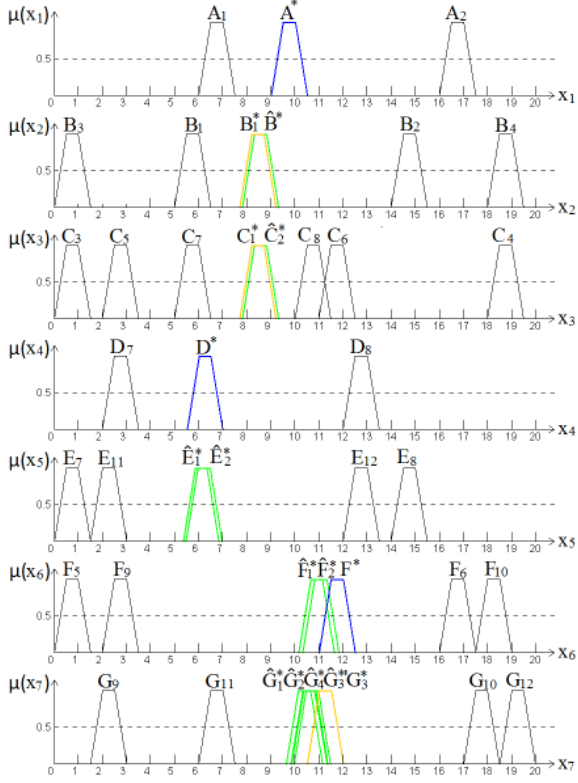 μ(x₁) A₁ A* A₂
0.5
0 1 2 3 4 5 6 7 8 9 10 11 12 13 14 15 16 17 18 19 20 x₁
μ(x₂) B₃ B₁ B₁* B̂* B₂ B₄
0.5
0 1 2 3 4 5 6 7 8 9 10 11 12 13 14 15 16 17 18 19 20 x₂
μ(x₃) C₃ C₅ C₇ C₁* Ĉ₂* C₈ C₆ C₄
0.5
0 1 2 3 4 5 6 7 8 9 10 11 12 13 14 15 16 17 18 19 20 x₃
μ(x₄) D₇ D* D₈
0.5
0 1 2 3 4 5 6 7 8 9 10 11 12 13 14 15 16 17 18 19 20 x₄
μ(x₅) E₇ E₁₁ Ê₁* Ê₂* E₁₂ E₈
0.5
0 1 2 3 4 5 6 7 8 9 10 11 12 13 14 15 16 17 18 19 20 x₅
μ(x₆) F₅ F₉ F̂₁* F̂₂* F* F₆ F₁₀
0.5
0 1 2 3 4 5 6 7 8 9 10 11 12 13 14 15 16 17 18 19 20 x₆
μ(x₇) G₉ G₁₁ Ĝ₁* Ĝ₂* Ĝ₄* Ĝ₃* G₃* G₁₀ G₁₂
0.5
0 1 2 3 4 5 6 7 8 9 10 11 12 13 14 15 16 17 18 19 20 x₇